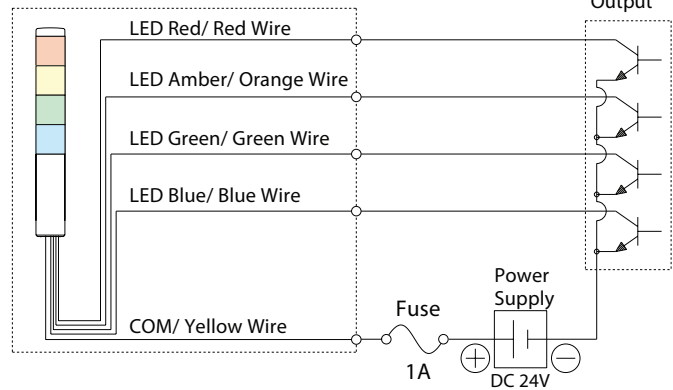 Output
LED Red/ Red Wire
LED Amber/ Orange Wire
LED Green/ Green Wire
LED Blue/ Blue Wire
COM/ Yellow Wire
Fuse
1A
Power
Supply
+
−
DC 24V